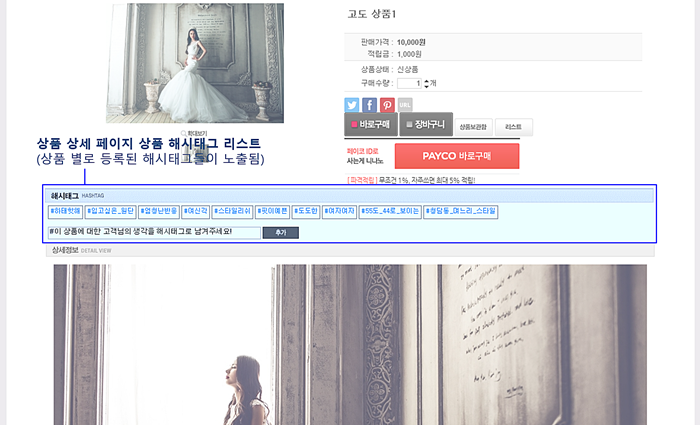 고도 상품1
판매가격 : 10,000원
적립금 : 1,000원
상품상태 : 신상품
구매수량 : 1 개
URL
바로구매 장바구니 상품보관함 리스트
확대보기
페이코 ID로
사는게 니나노
PAYCO 바로구매
[ 파격적립 ] 무조건 1%, 자주쓰면 최대 5% 적립!
상품 상세 페이지 상품 해시태그 리스트
(상품 별로 등록된 해시태그들이 노출됨)
해시태그 HASHTAG
#하태핫해 #입고싶은_일단 #엄청난반응 #여신각 #스타일리쉬 #핏이예쁜 #도도한 #여자여자 #55도_44로_보이는 #청담동_며느리_스타일
#이 상품에 대한 고객님의 생각을 해시태그로 남겨주세요! 추가
상세정보 DETAIL VIEW